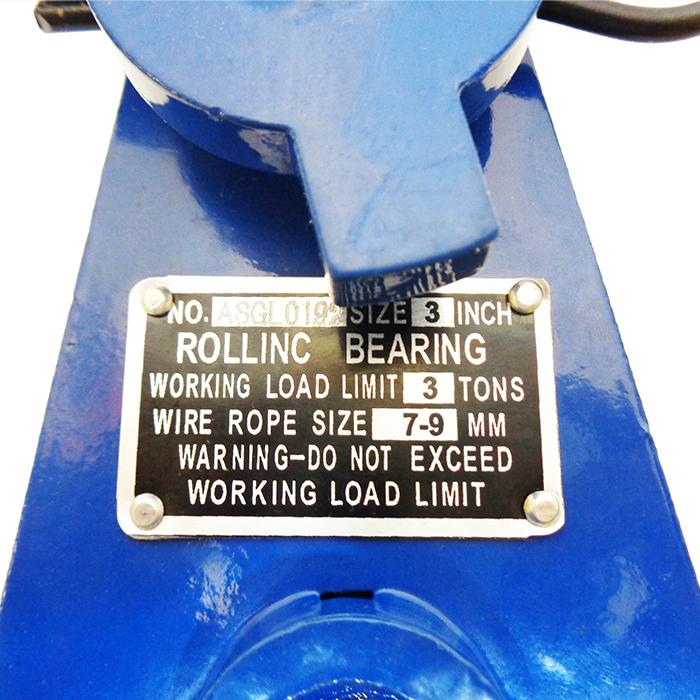 NO. ASGL0192 SIZE 3 INCH
ROLLINC BEARING
WORKING LOAD LIMIT 3 TONS
WIRE ROPE SIZE 7-9 MM
WARNING-DO NOT EXCEED
WORKING LOAD LIMIT